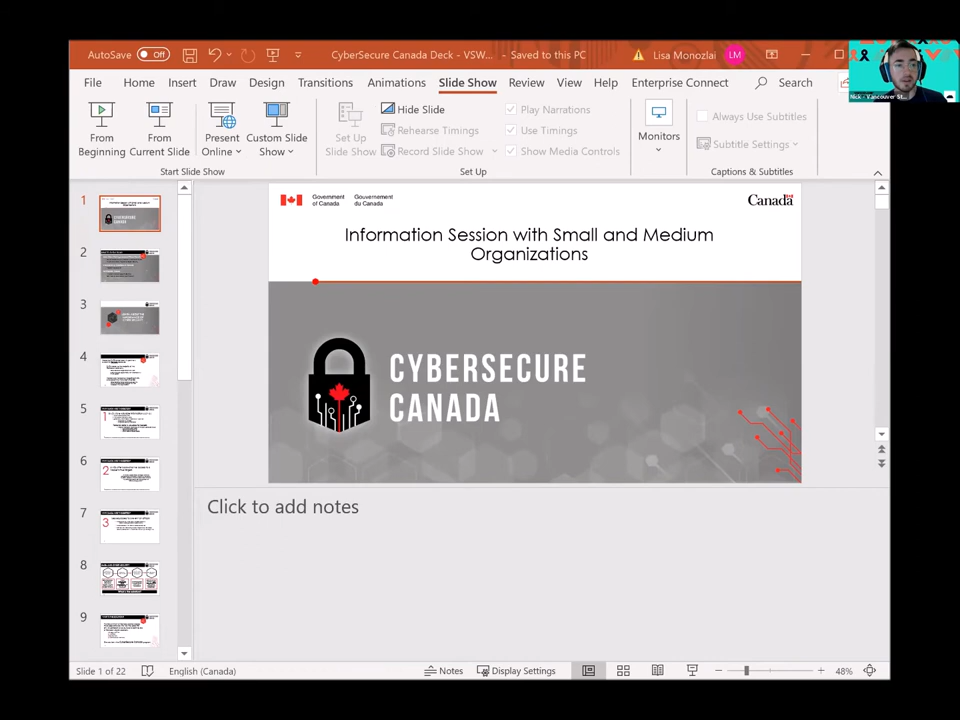 AutoSave Off CyberSecure Canada Deck - VSW... - Saved to this PC Lisa Monozlai LM
Nick - Vancouver St...
File Home Insert Draw Design Transitions Animations Slide Show Review View Help Enterprise Connect Search
From Beginning
From Current Slide
Present Online
Custom Slide Show
Start Slide Show
Set Up Slide Show
Hide Slide
Rehearse Timings
Record Slide Show
Play Narrations
Use Timings
Show Media Controls
Set Up
Monitors
Always Use Subtitles
Subtitle Settings
Captions & Subtitles
1
2
3
4
5
6
7
8
9
Government of Canada
Gouvernement du Canada
Canada
Information Session with Small and Medium
Organizations
CYBERSECURE
CANADA
Click to add notes
Slide 1 of 22 English (Canada) Notes Display Settings 48%